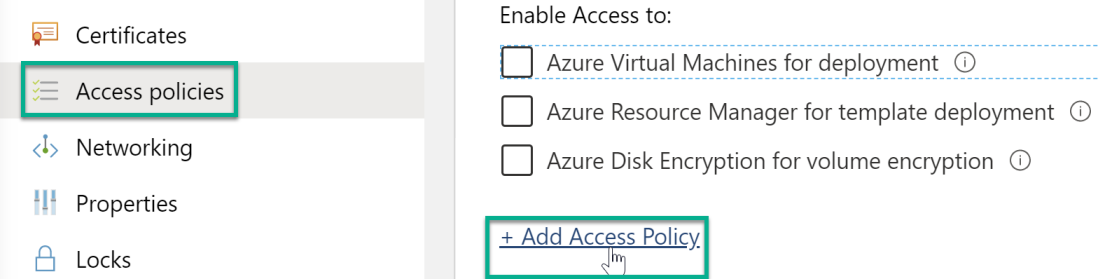 Certificates
Access policies
Networking
Properties
Locks
Enable Access to:
Azure Virtual Machines for deployment
Azure Resource Manager for template deployment
Azure Disk Encryption for volume encryption
+ Add Access Policy